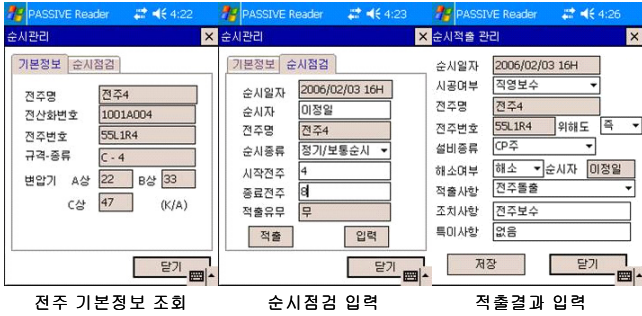 PASSIVE Reader 4:22
순시관리
기본정보 순시점검
전주명 전주4
전산화번호 1001A004
전주번호 55L1R4
규격-종류 C - 4
변압기 A상 22 B상 33
C상 47 (K/A)
닫기
전주 기본정보 조회
PASSIVE Reader 4:23
순시관리
기본정보 순시점검
순시일자 2006/02/03 16H
순시자 이정일
전주명 전주4
순시종류 정기/보통순시
시작전주 4
종료전주 8
적출유무 무
적출 입력
닫기
순시점검 입력
PASSIVE Reader 4:26
순시적출 관리
순시일자 2006/02/03 16H
시공여부 직영보수
전주명 전주4
전주번호 55L1R4 위해도 즉
설비종류 CP주
해소여부 해소 순시자 이정일
적출사항 전주돌출
조치사항 전주보수
특이사항 없음
저장 닫기
적출결과 입력